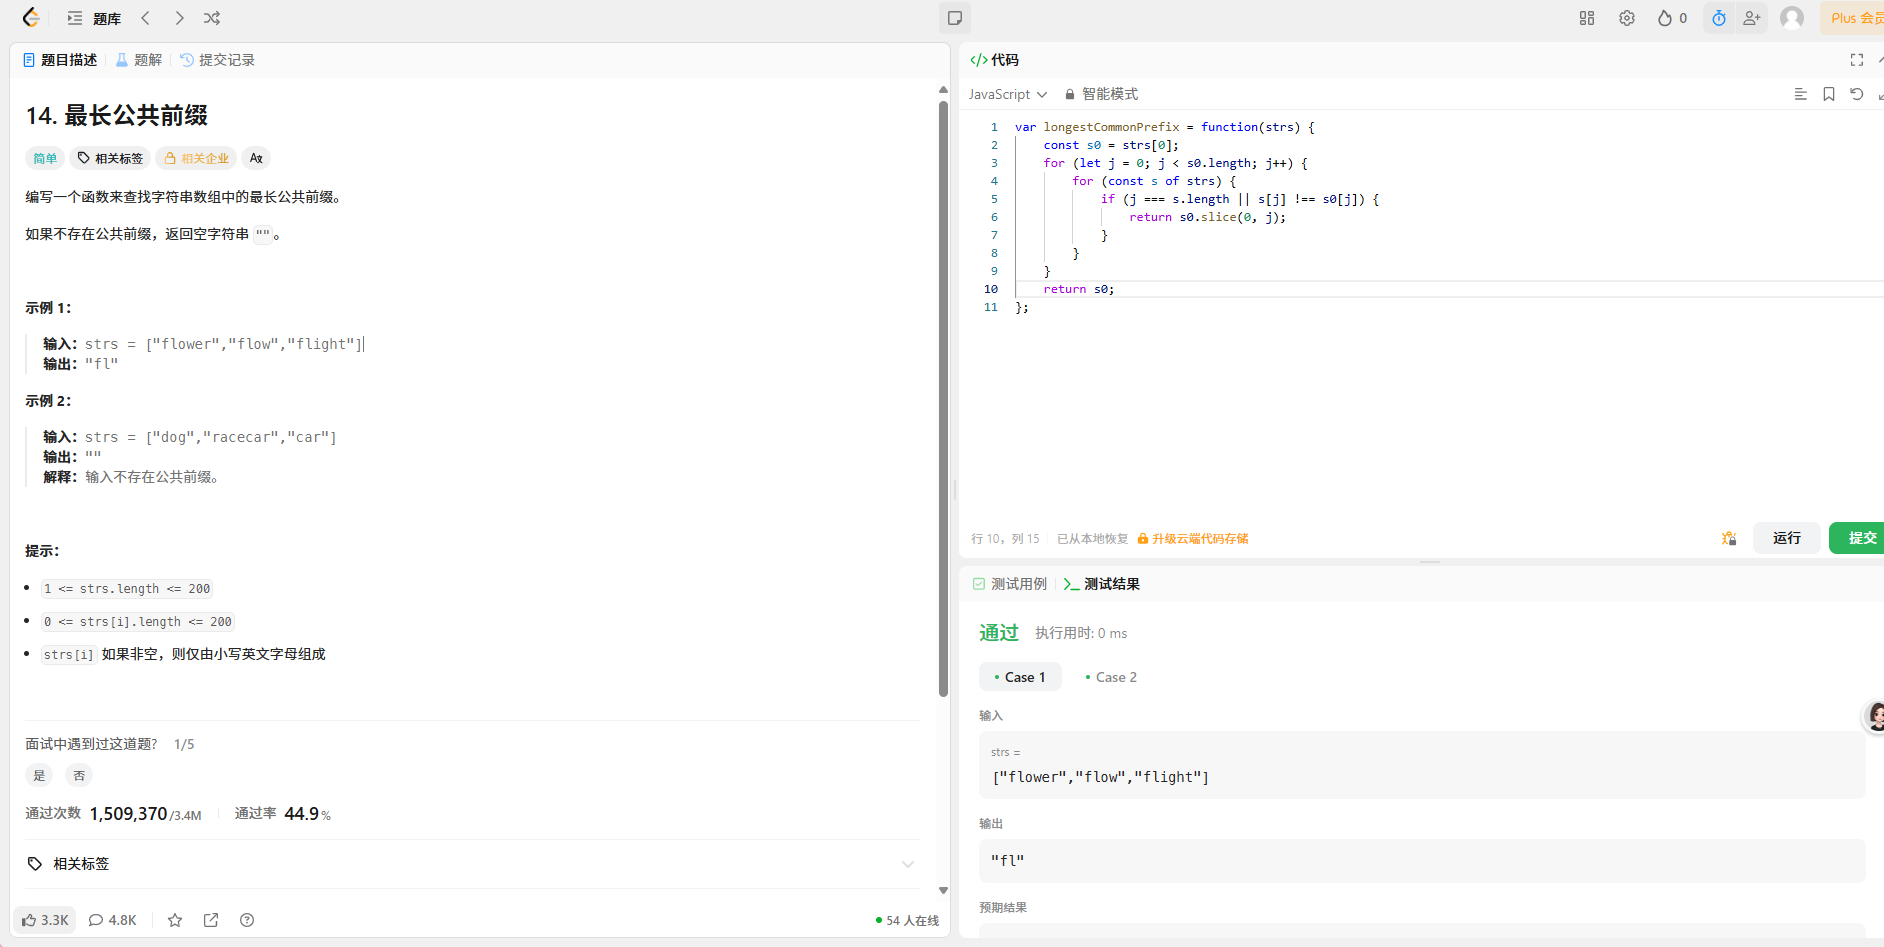 题库
0
Plus 会员
题目描述
题解
提交记录
14. 最长公共前缀
简单
相关标签
相关企业
编写一个函数来查找字符串数组中的最长公共前缀。
如果不存在公共前缀，返回空字符串 ""。
示例 1：
输入：strs = ["flower","flow","flight"]
输出："fl"
示例 2：
输入：strs = ["dog","racecar","car"]
输出：""
解释：输入不存在公共前缀。
提示：
1 <= strs.length <= 200
0 <= strs[i].length <= 200
strs[i] 如果非空，则仅由小写英文字母组成
面试中遇到过这道题? 1/5
是
否
通过次数 1,509,370/3.4M
通过率 44.9%
相关标签
3.3K
4.8K
54 人在线
</>代码
JavaScript
智能模式
1 var longestCommonPrefix = function(strs) {
2 const s0 = strs[0];
3 for (let j = 0; j < s0.length; j++) {
4 for (const s of strs) {
5 if (j === s.length || s[j] !== s0[j]) {
6 return s0.slice(0, j);
7 }
8 }
9 }
10 return s0;
11 };
行 10，列 15
已从本地恢复
升级云端代码存储
运行
提交
测试用例
测试结果
通过
执行用时: 0 ms
Case 1
Case 2
输入
strs =
["flower","flow","flight"]
输出
"fl"
预期结果